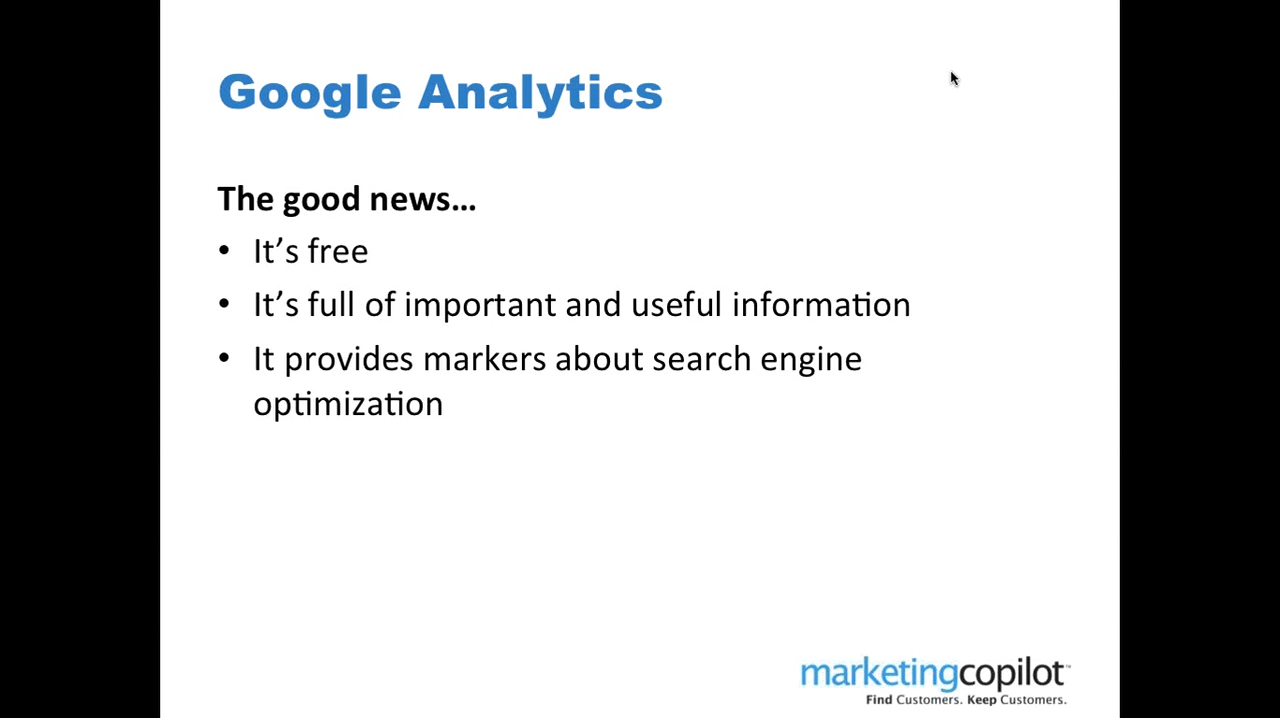 Google Analytics
The good news...
• It's free
• It's full of important and useful information
• It provides markers about search engine
optimization
marketingcopilot™
Find Customers. Keep Customers.